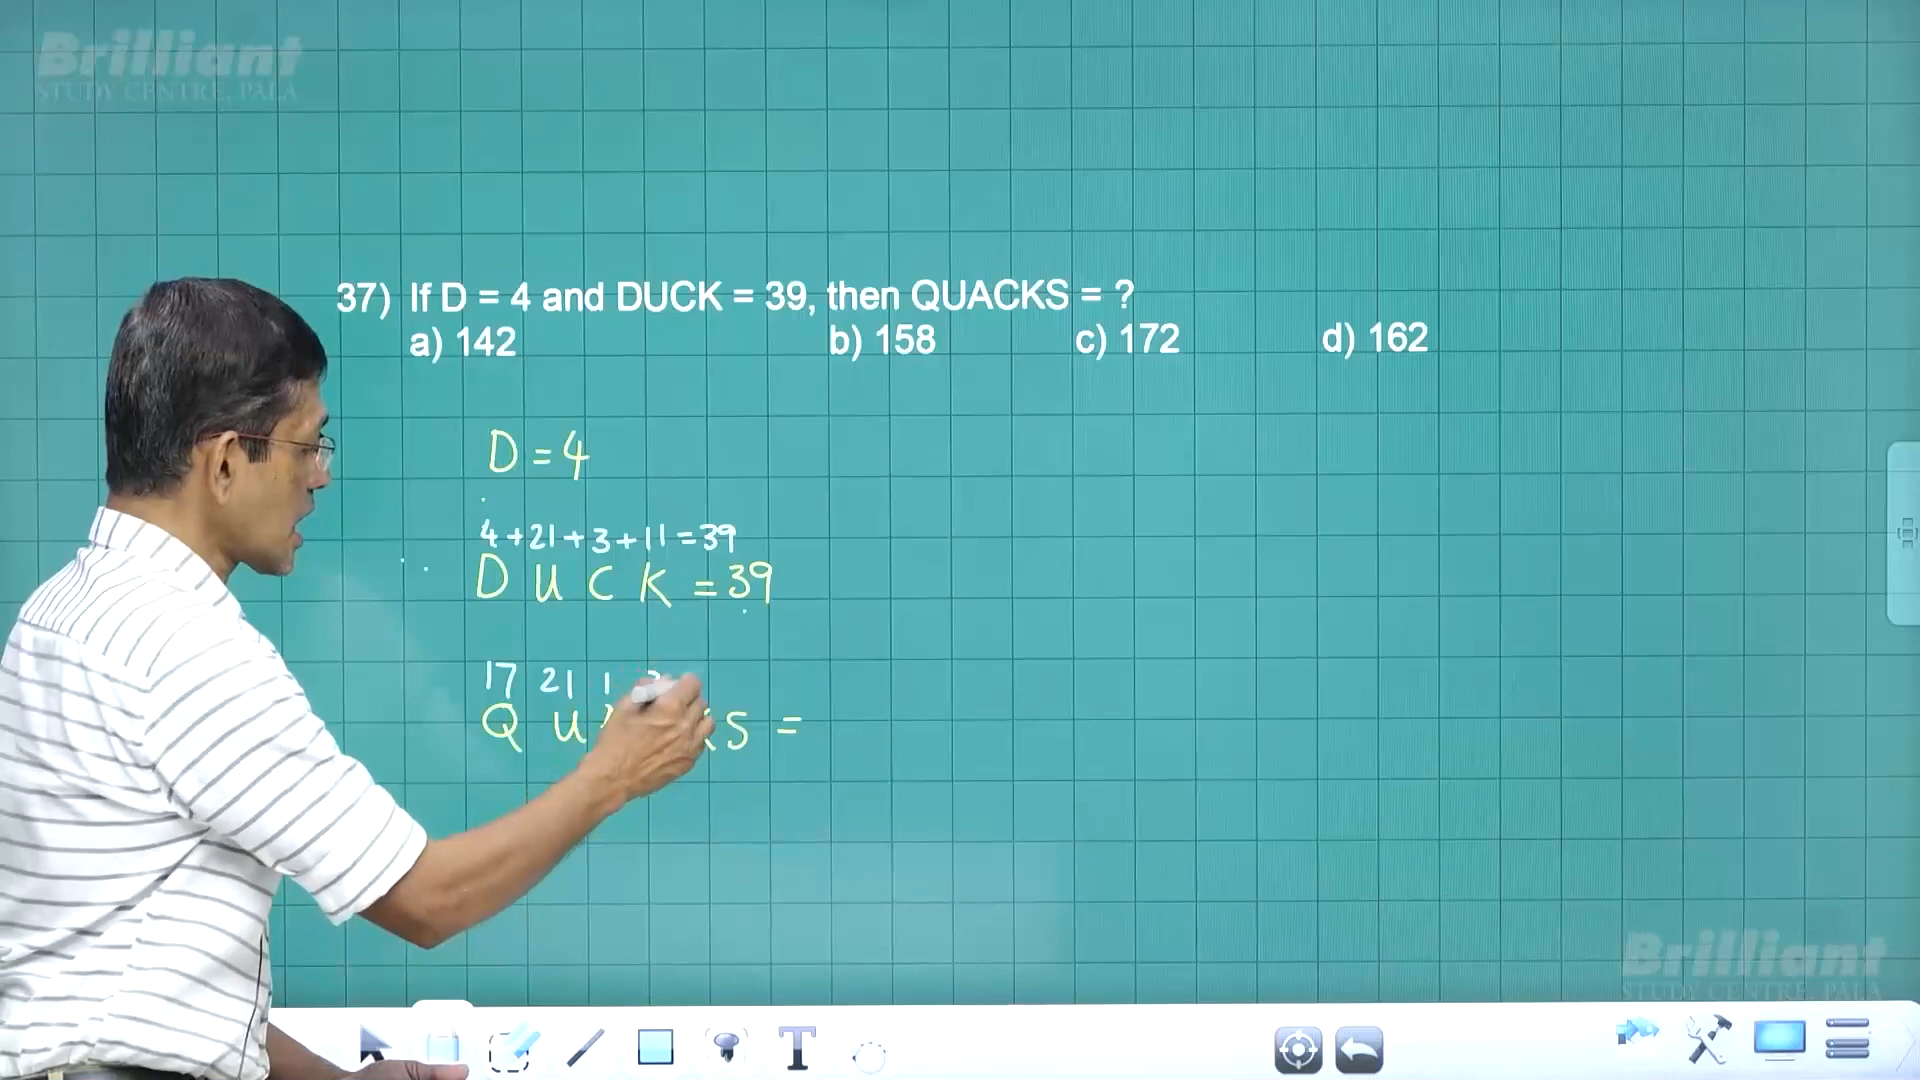 Brilliant
STUDY CENTRE, PALA
37) If D = 4 and DUCK = 39, then QUACKS = ?
a) 142 b) 158 c) 172 d) 162
D = 4
4+21+3+11=39
D U C K = 39
17 21 1
Q U S =
Brilliant
STUDY CENTRE, PALA
T